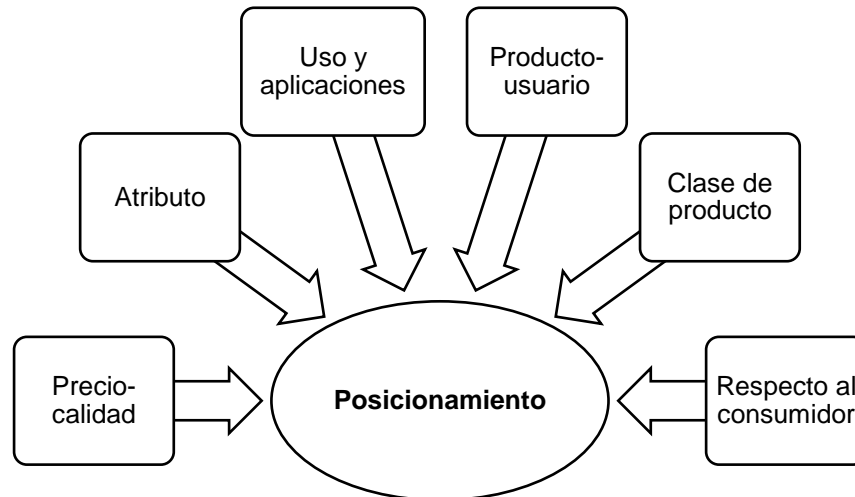 Uso y
aplicaciones
Producto-
usuario
Atributo
Clase de
producto
Precio-
calidad
Posicionamiento
Respecto al
consumidor